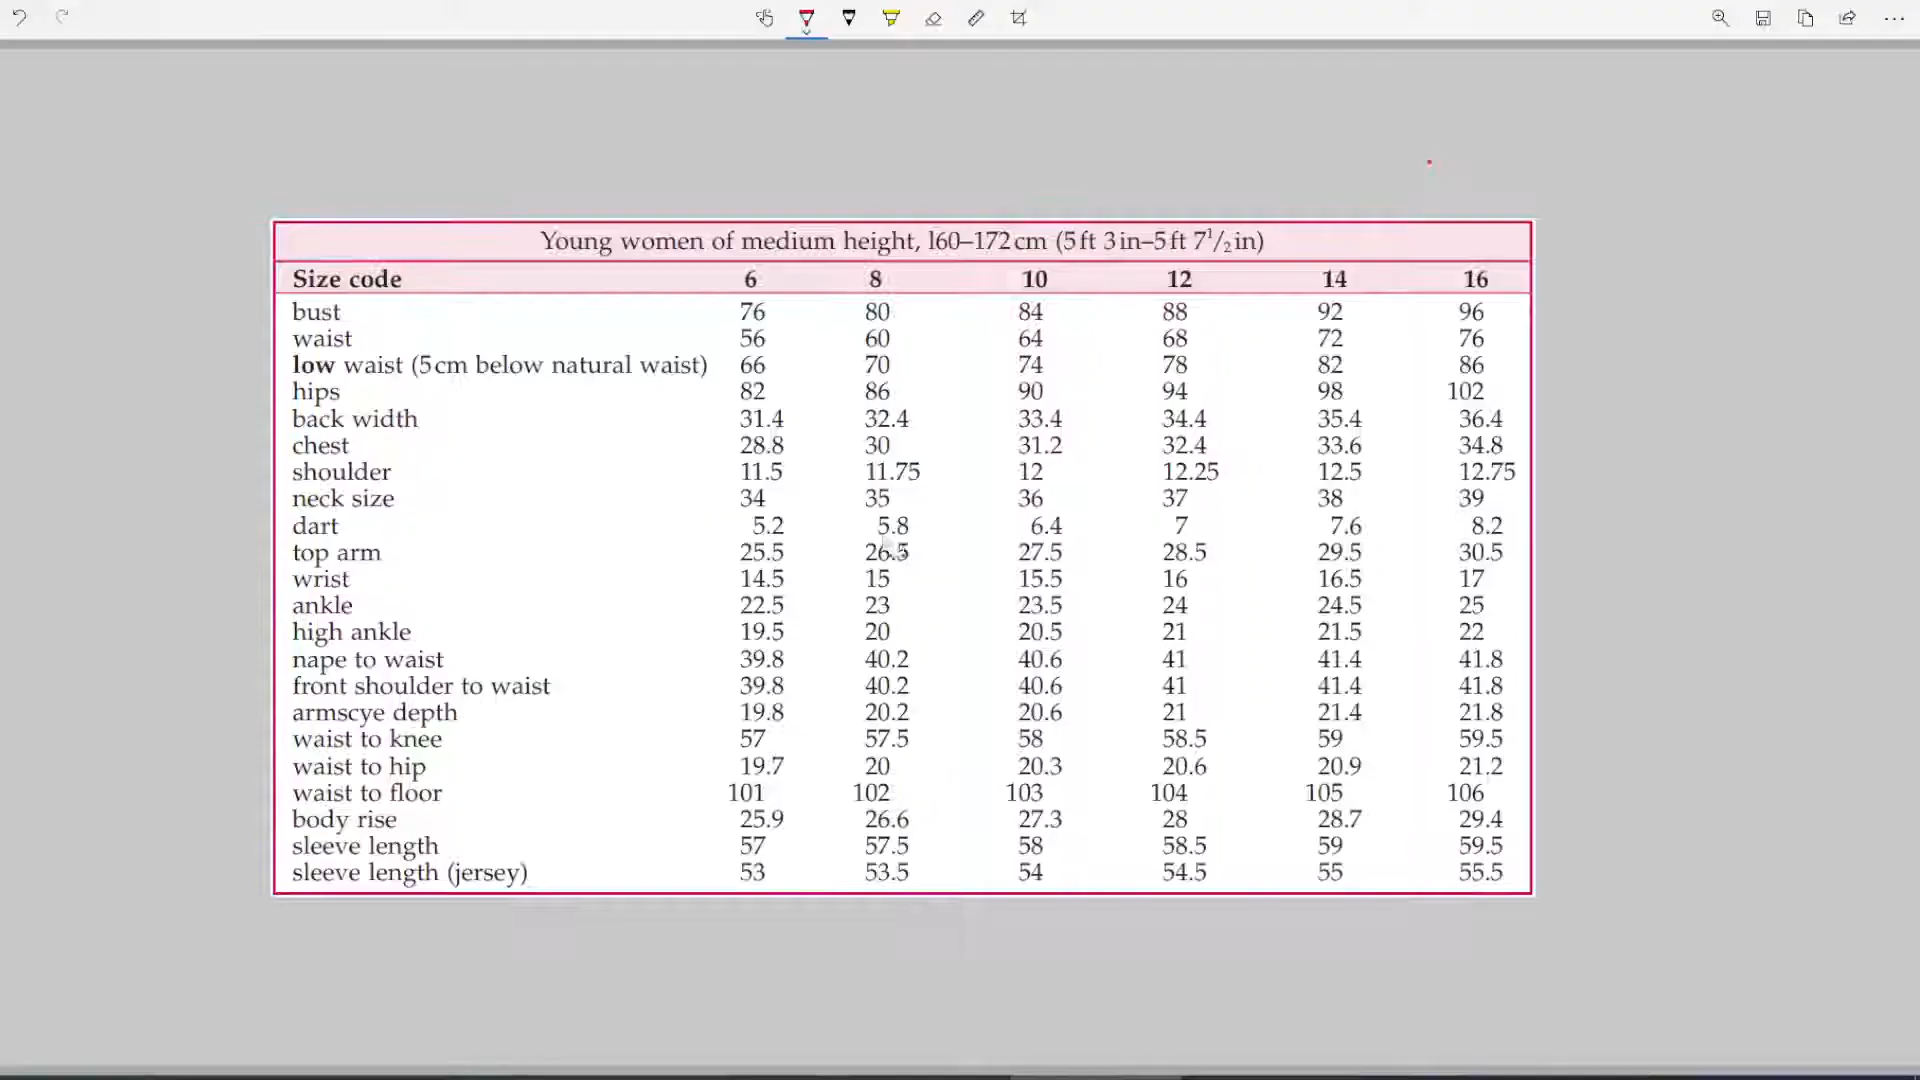 Young women of medium height, 160–172 cm (5 ft 3 in–5 ft 7 1/2 in)
Size code 6 8 10 12 14 16
bust 76 80 84 88 92 96
waist 56 60 64 68 72 76
low waist (5 cm below natural waist) 66 70 74 78 82 86
hips 82 86 90 94 98 102
back width 31.4 32.4 33.4 34.4 35.4 36.4
chest 28.8 30 31.2 32.4 33.6 34.8
shoulder 11.5 11.75 12 12.25 12.5 12.75
neck size 34 35 36 37 38 39
dart 5.2 5.8 6.4 7 7.6 8.2
top arm 25.5 26.5 27.5 28.5 29.5 30.5
wrist 14.5 15 15.5 16 16.5 17
ankle 22.5 23 23.5 24 24.5 25
high ankle 19.5 20 20.5 21 21.5 22
nape to waist 39.8 40.2 40.6 41 41.4 41.8
front shoulder to waist 39.8 40.2 40.6 41 41.4 41.8
armscye depth 19.8 20.2 20.6 21 21.4 21.8
waist to knee 57 57.5 58 58.5 59 59.5
waist to hip 19.7 20 20.3 20.6 20.9 21.2
waist to floor 101 102 103 104 105 106
body rise 25.9 26.6 27.3 28 28.7 29.4
sleeve length 57 57.5 58 58.5 59 59.5
sleeve length (jersey) 53 53.5 54 54.5 55 55.5